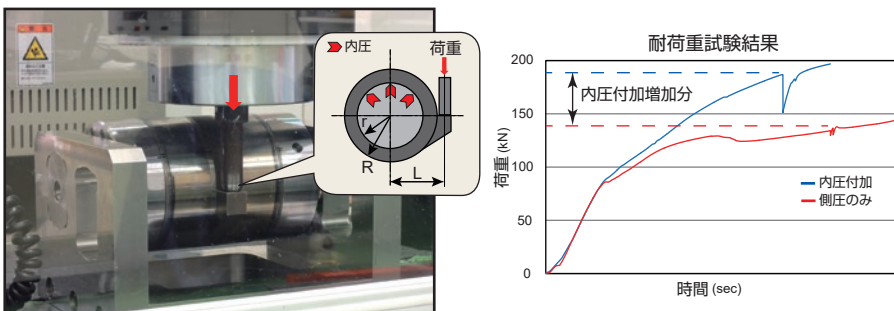 内圧
荷重
r
R
L
耐荷重試験結果
200
150
100
50
0
荷重 (kN)
内圧付加増加分
内圧付加
側圧のみ
時間 (sec)